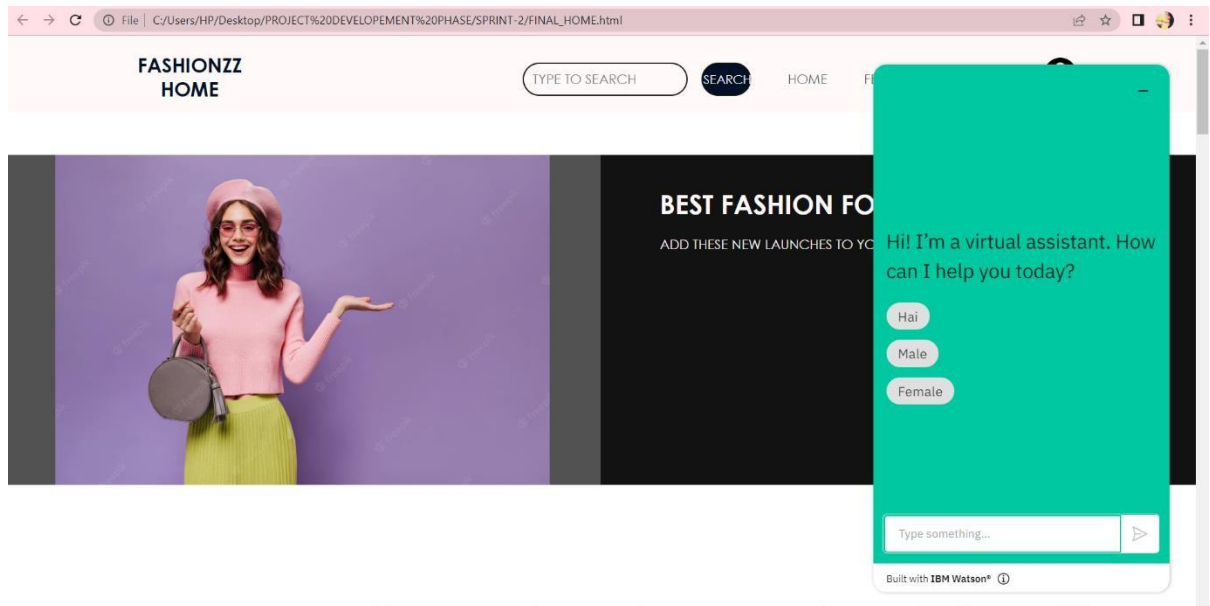 File | C:/Users/HP/Desktop/PROJECT%20DEVELOPEMENT%20PHASE/SPRINT-2/FINAL_HOME.html
FASHIONZZ
HOME
TYPE TO SEARCH
SEARCH
HOME
BEST FASHION FO
ADD THESE NEW LAUNCHES TO YO
Hi! I'm a virtual assistant. How
can I help you today?
Hai
Male
Female
Type something...
Built with IBM Watson®